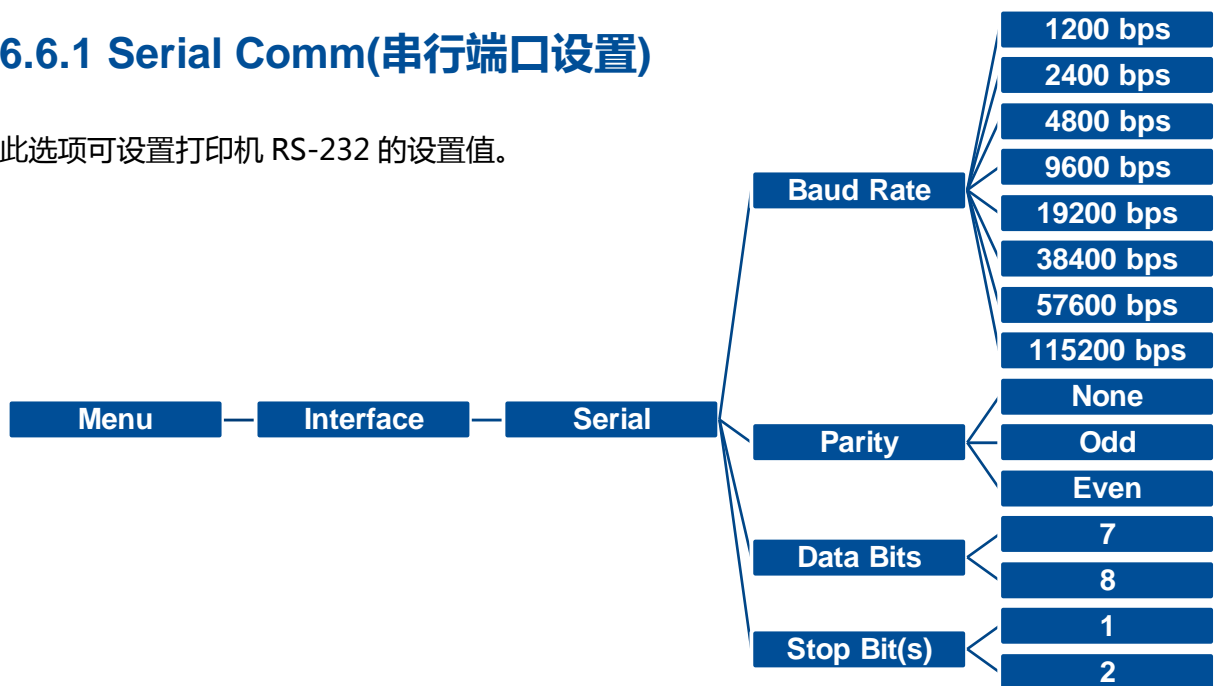 6.6.1 Serial Comm(串行端口设置)
此选项可设置打印机 RS-232 的设置值。
Menu
Interface
Serial
Baud Rate
1200 bps
2400 bps
4800 bps
9600 bps
19200 bps
38400 bps
57600 bps
115200 bps
Parity
None
Odd
Even
Data Bits
7
8
Stop Bit(s)
1
2